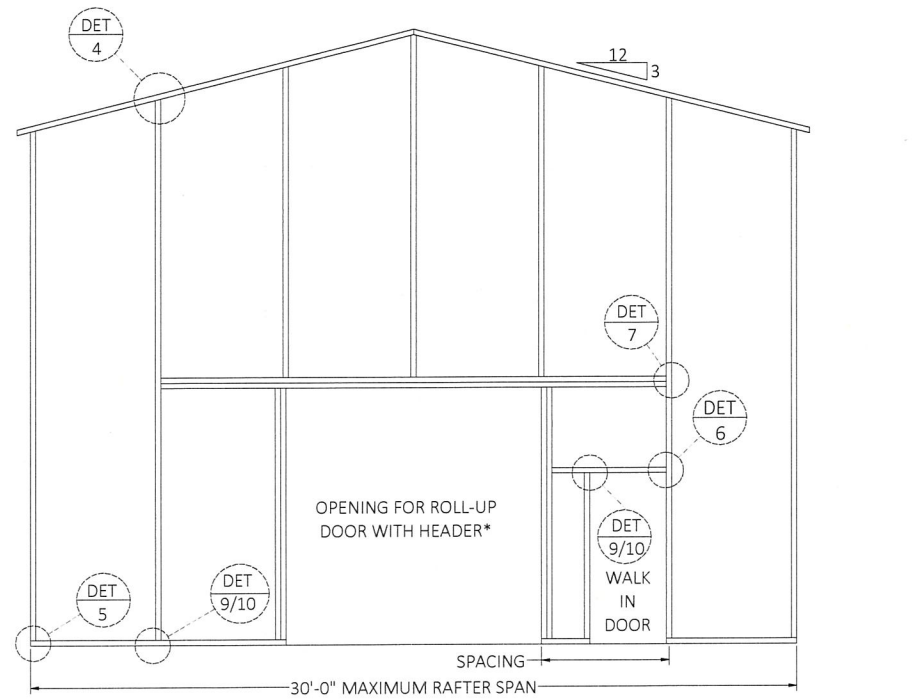 DET
4
12
3
DET
7
DET
6
OPENING FOR ROLL-UP
DOOR WITH HEADER*
DET
9/10
WALK
IN
DOOR
DET
5
DET
9/10
SPACING
30'-0" MAXIMUM RAFTER SPAN